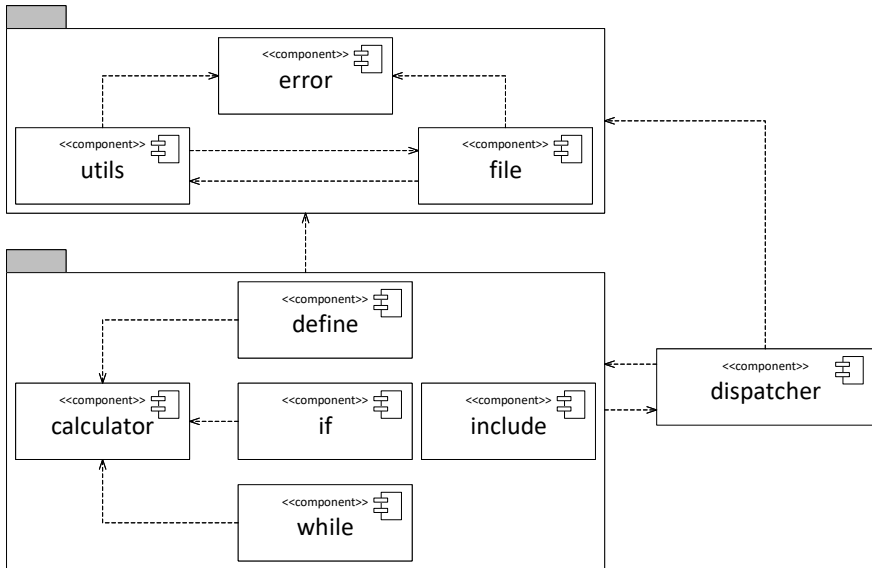 <<component>>
error
<<component>>
utils
<<component>>
file
<<component>>
define
<<component>>
dispatcher
<<component>>
calculator
<<component>>
if
<<component>>
include
<<component>>
while